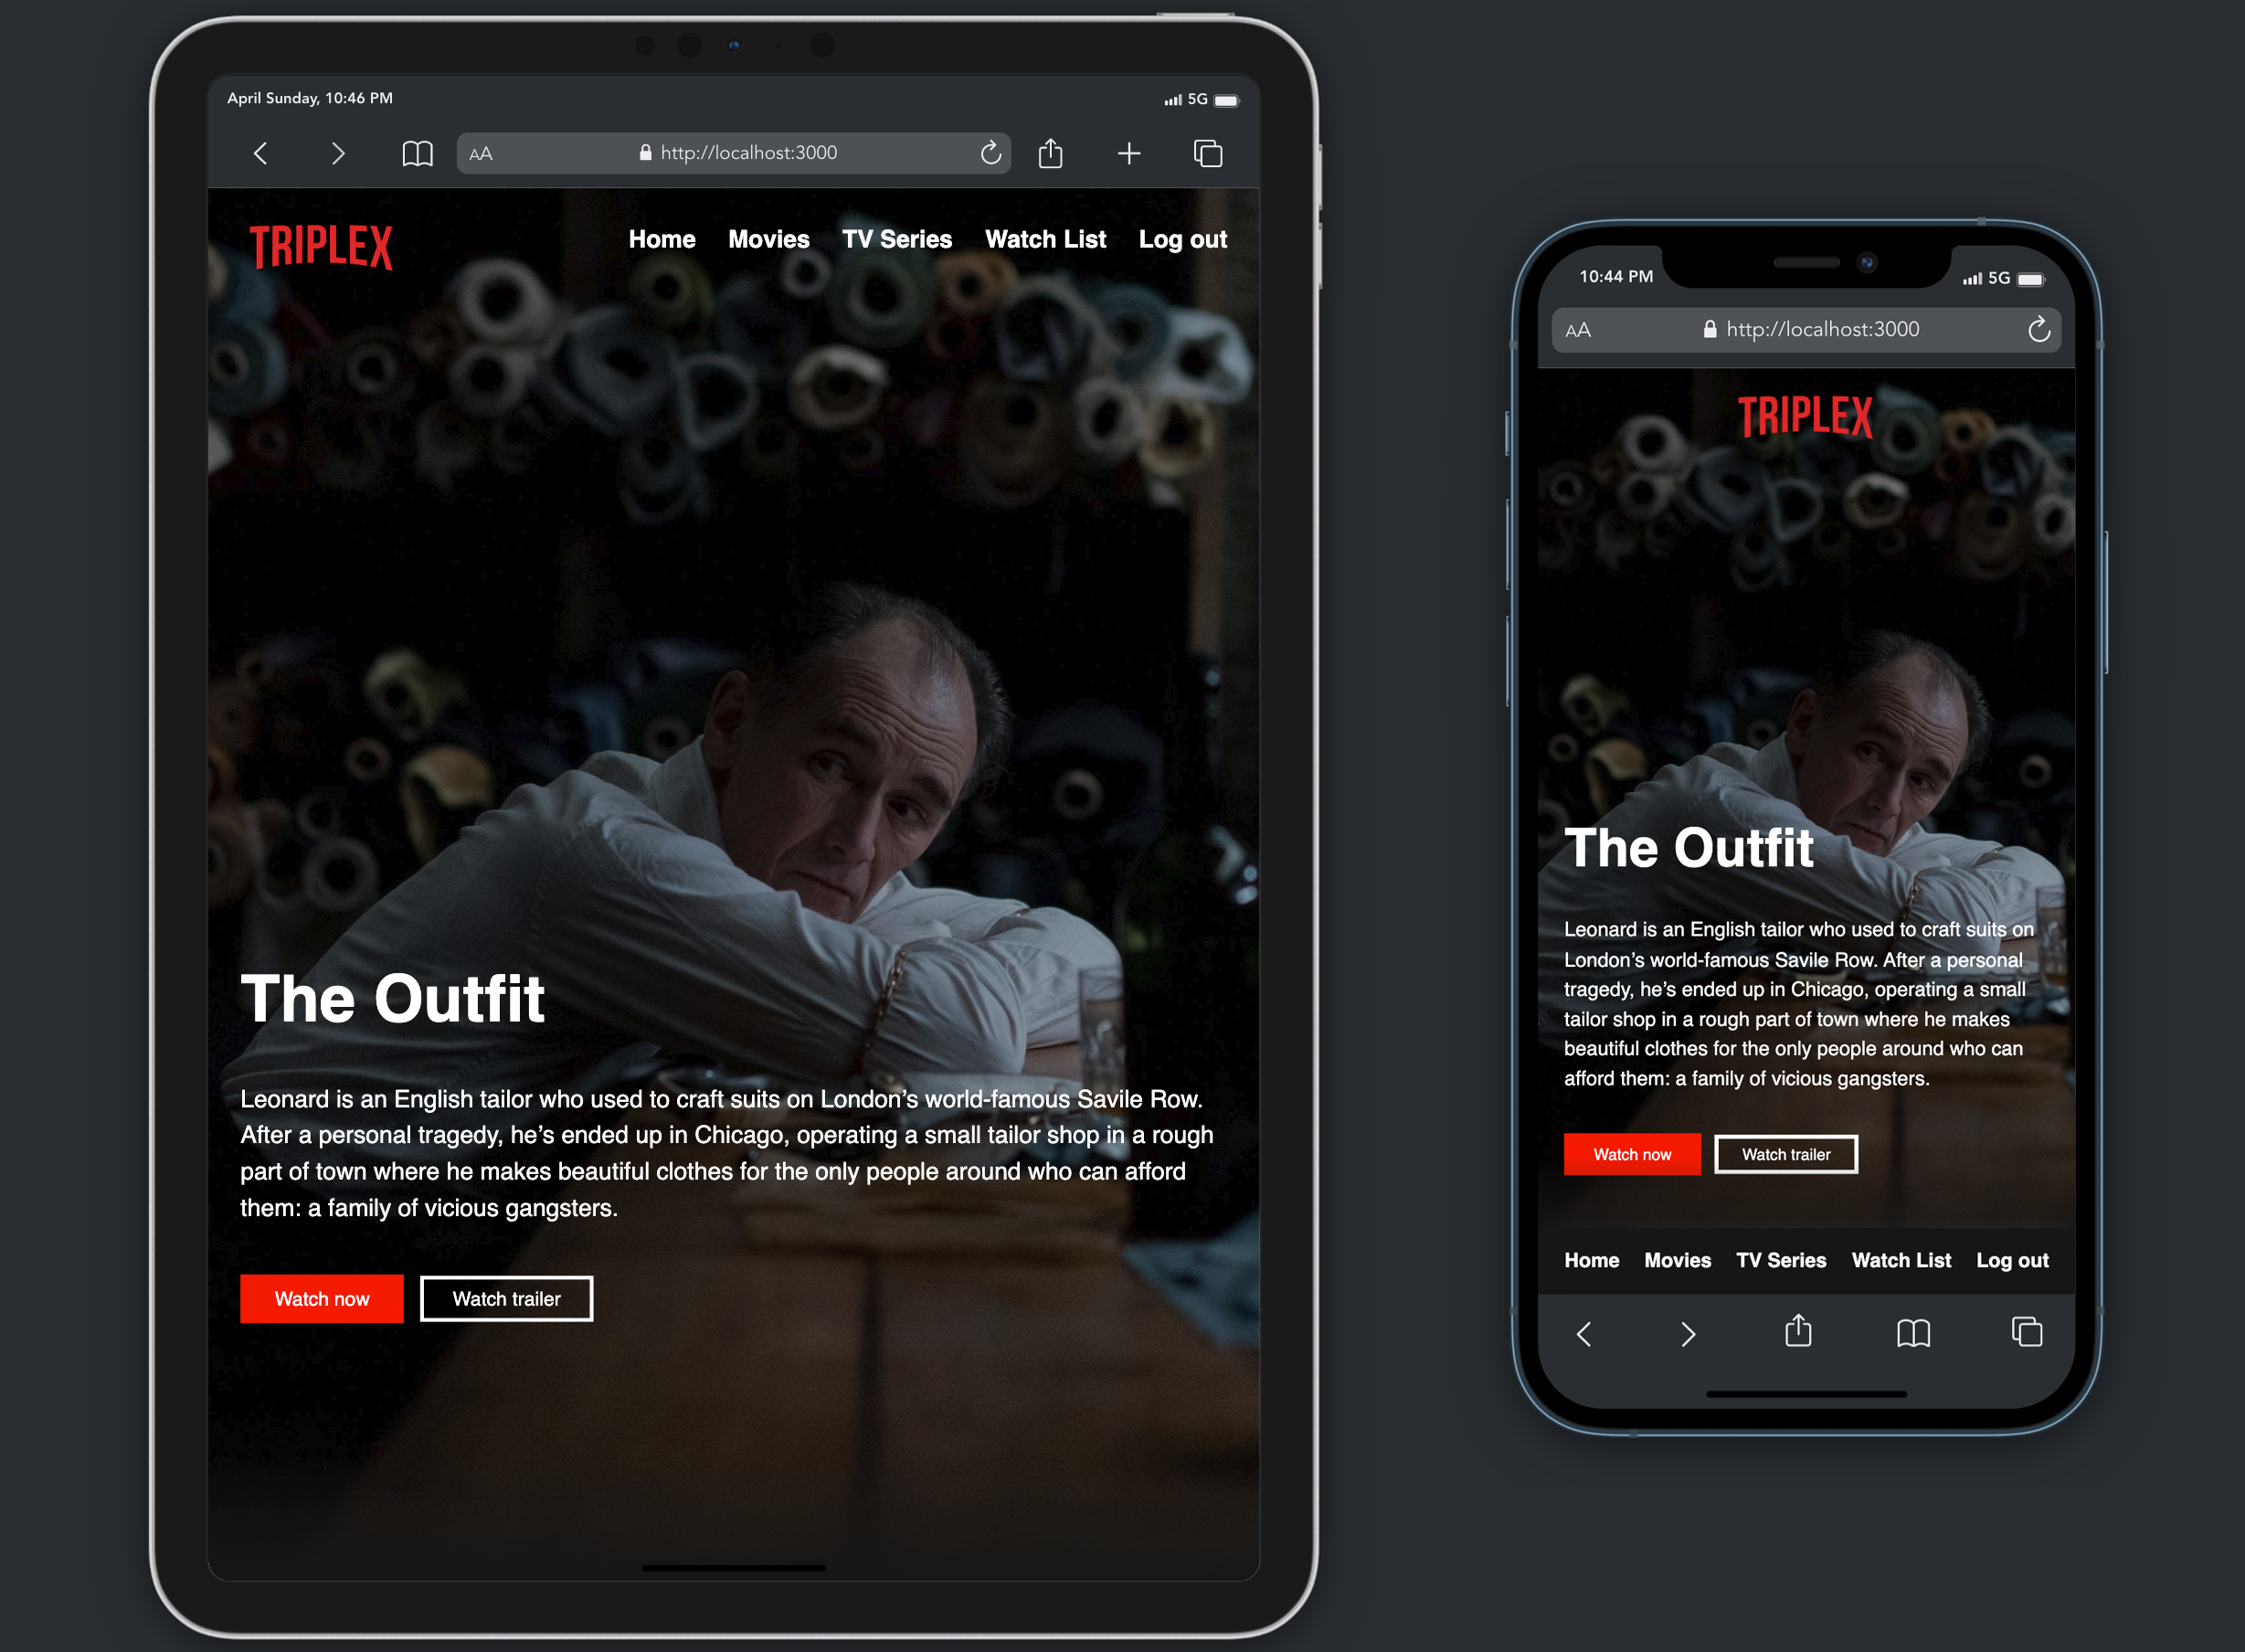 April Sunday, 10:46 PM
5G
AA
http://localhost:3000
TRIPLEX
Home Movies TV Series Watch List Log out
The Outfit
Leonard is an English tailor who used to craft suits on London’s world-famous Savile Row.
After a personal tragedy, he’s ended up in Chicago, operating a small tailor shop in a rough
part of town where he makes beautiful clothes for the only people around who can afford
them: a family of vicious gangsters.
Watch now Watch trailer
10:44 PM
5G
AA
http://localhost:3000
TRIPLEX
The Outfit
Leonard is an English tailor who used to craft suits on
London’s world-famous Savile Row. After a personal
tragedy, he’s ended up in Chicago, operating a small
tailor shop in a rough part of town where he makes
beautiful clothes for the only people around who can
afford them: a family of vicious gangsters.
Watch now Watch trailer
Home Movies TV Series Watch List Log out